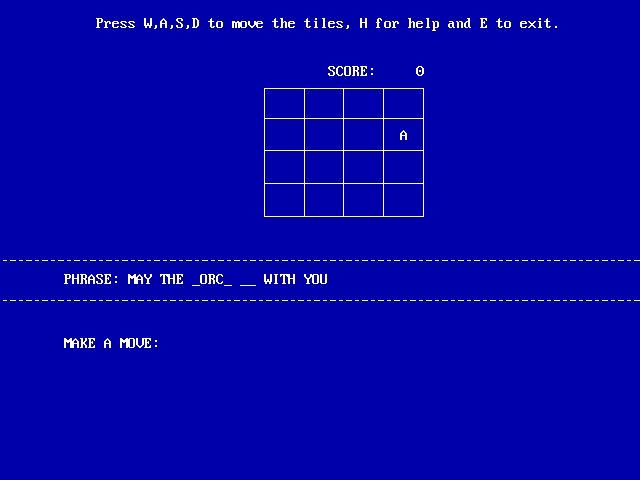 Press W,A,S,D to move the tiles, H for help and E to exit.
SCORE: 0
A
PHRASE: MAY THE _ORC_ __ WITH YOU
MAKE A MOVE: